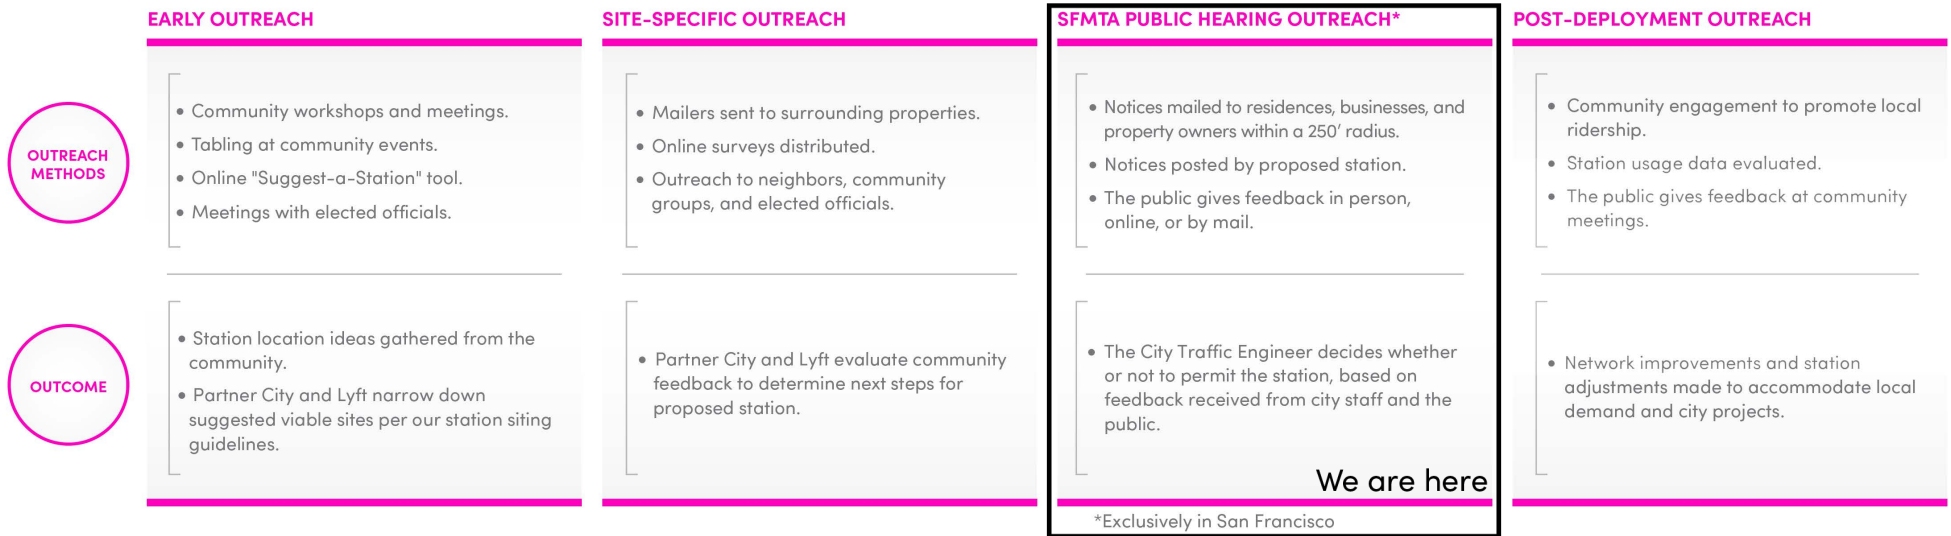 EARLY OUTREACH
SITE-SPECIFIC OUTREACH
SFMTA PUBLIC HEARING OUTREACH*
POST-DEPLOYMENT OUTREACH
OUTREACH
METHODS
• Community workshops and meetings.
• Tabling at community events.
• Online "Suggest-a-Station" tool.
• Meetings with elected officials.
• Mailers sent to surrounding properties.
• Online surveys distributed.
• Outreach to neighbors, community
groups, and elected officials.
• Notices mailed to residences, businesses, and
property owners within a 250' radius.
• Notices posted by proposed station.
• The public gives feedback in person,
online, or by mail.
• Community engagement to promote local
ridership.
• Station usage data evaluated.
• The public gives feedback at community
meetings.
OUTCOME
• Station location ideas gathered from the
community.
• Partner City and Lyft narrow down
suggested viable sites per our station siting
guidelines.
• Partner City and Lyft evaluate community
feedback to determine next steps for
proposed station.
• The City Traffic Engineer decides whether
or not to permit the station, based on
feedback received from city staff and the
public.
• Network improvements and station
adjustments made to accommodate local
demand and city projects.
We are here
*Exclusively in San Francisco